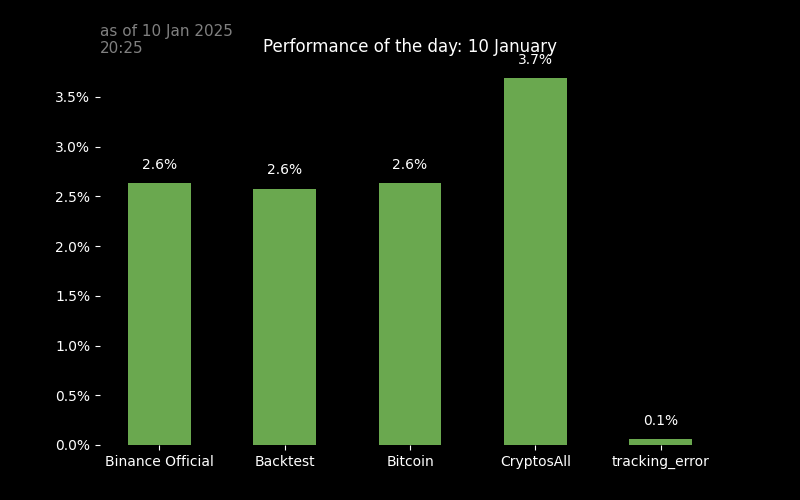 as of 10 Jan 2025
20:25
Performance of the day: 10 January
3.7%
3.5%
3.0%
2.6%
2.6%
2.6%
2.5%
2.0%
1.5%
1.0%
0.5%
0.1%
0.0%
Binance Official
Backtest
Bitcoin
CryptosAll
tracking_error